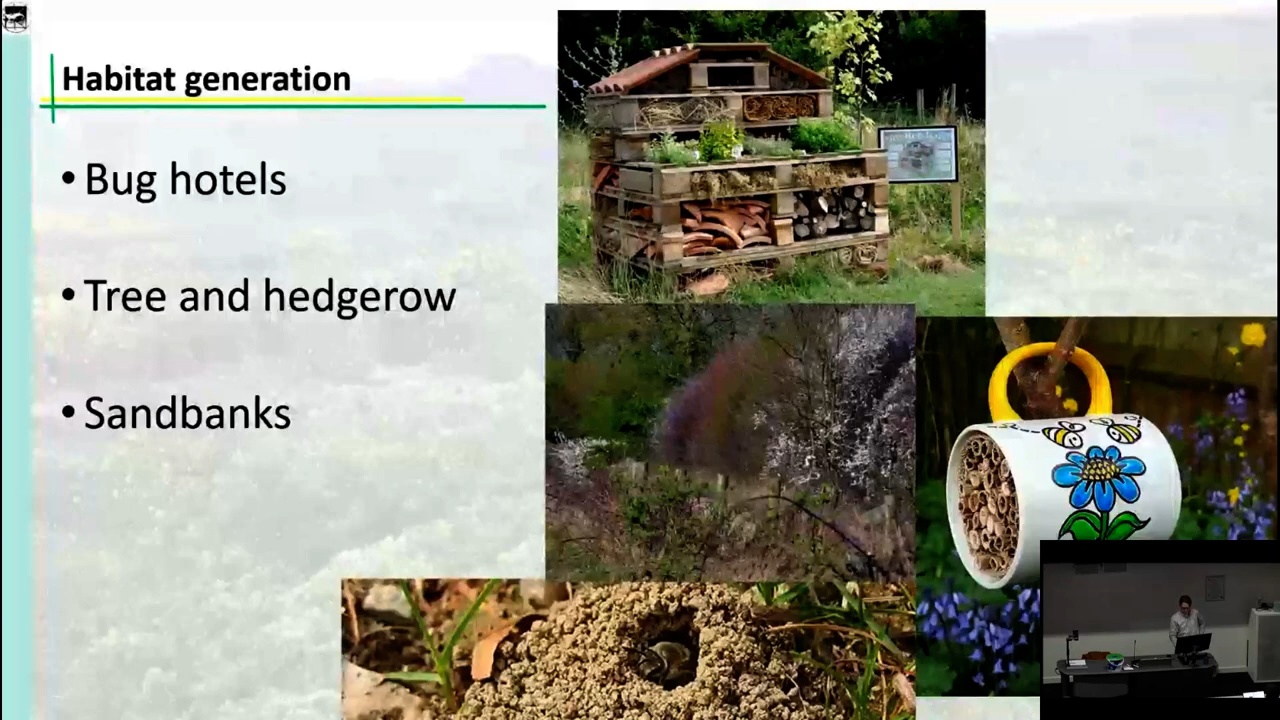 Habitat generation
• Bug hotels
• Tree and hedgerow
• Sandbanks